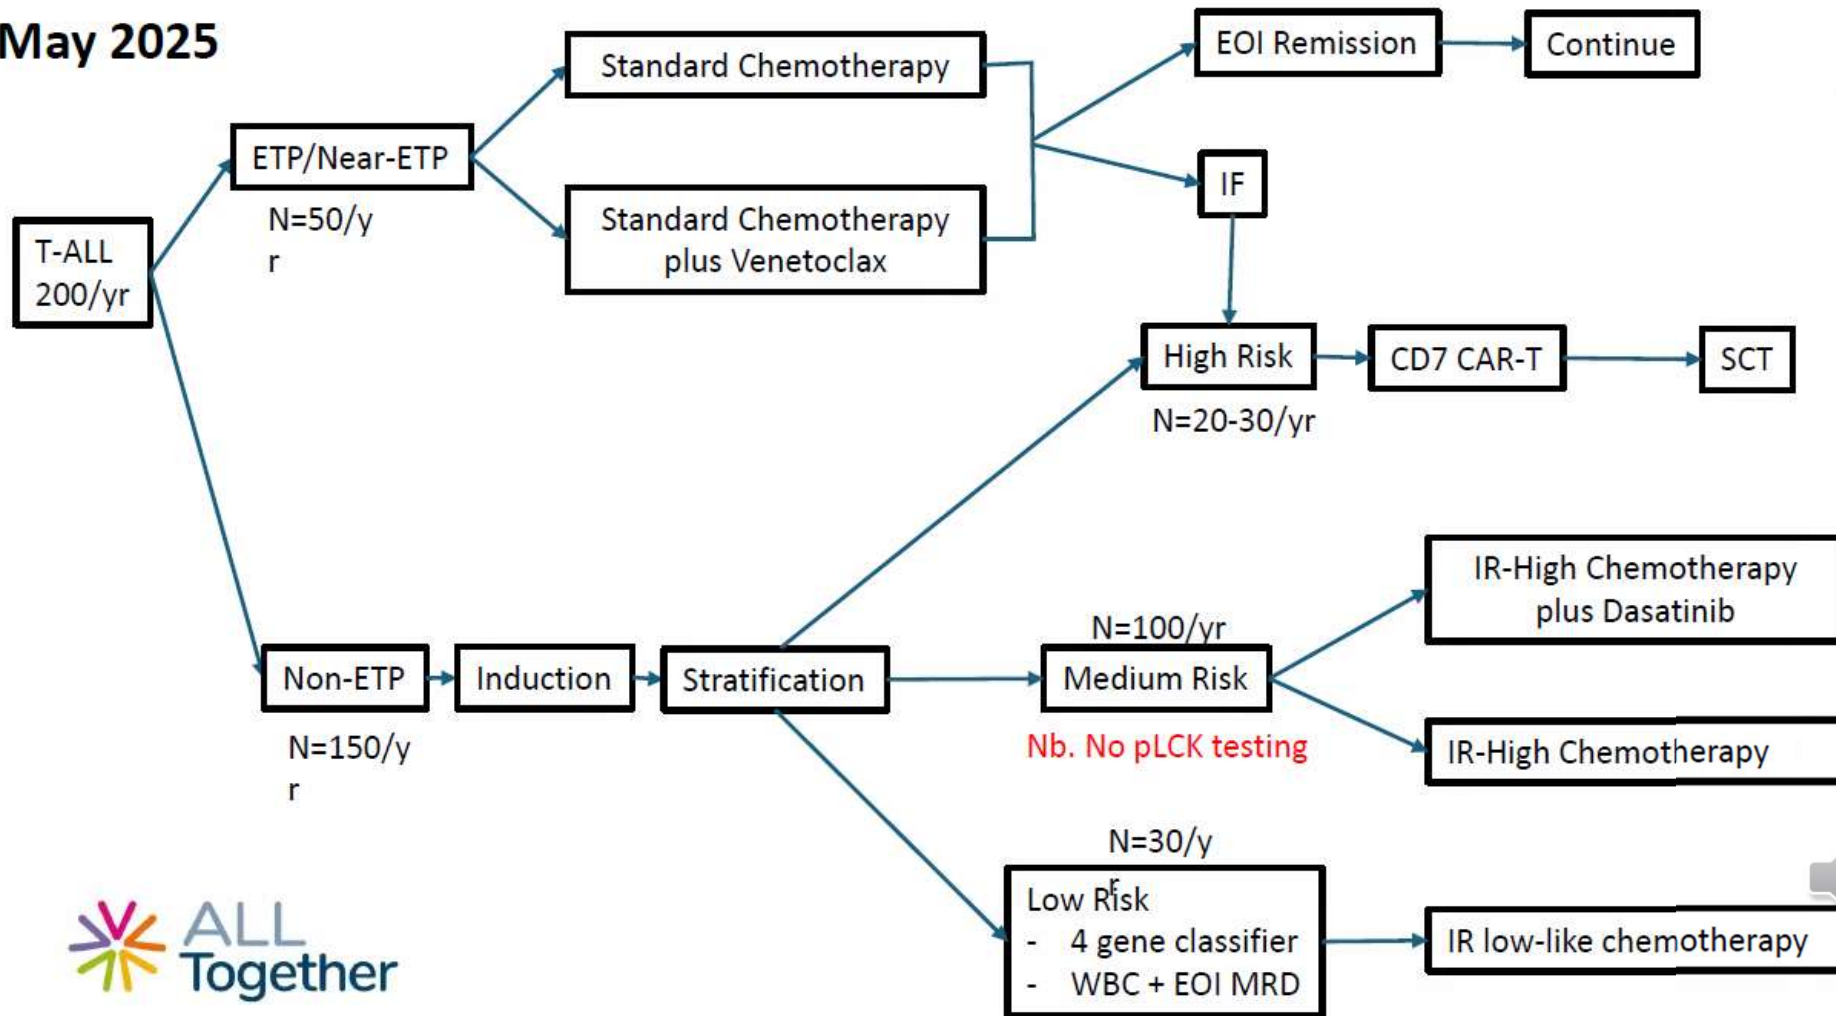 May 2025
Standard Chemotherapy
EOI Remission
Continue
ETP/Near-ETP
N=50/y
r
IF
Standard Chemotherapy
plus Venetoclax
T-ALL
200/yr
High Risk
CD7 CAR-T
SCT
N=20-30/yr
IR-High Chemotherapy
plus Dasatinib
N=100/yr
Non-ETP
Induction
Stratification
Medium Risk
N=150/y
r
Nb. No pLCK testing
IR-High Chemotherapy
N=30/y
r
Low Risk
- 4 gene classifier
- WBC + EOI MRD
IR low-like chemotherapy
ALL
Together